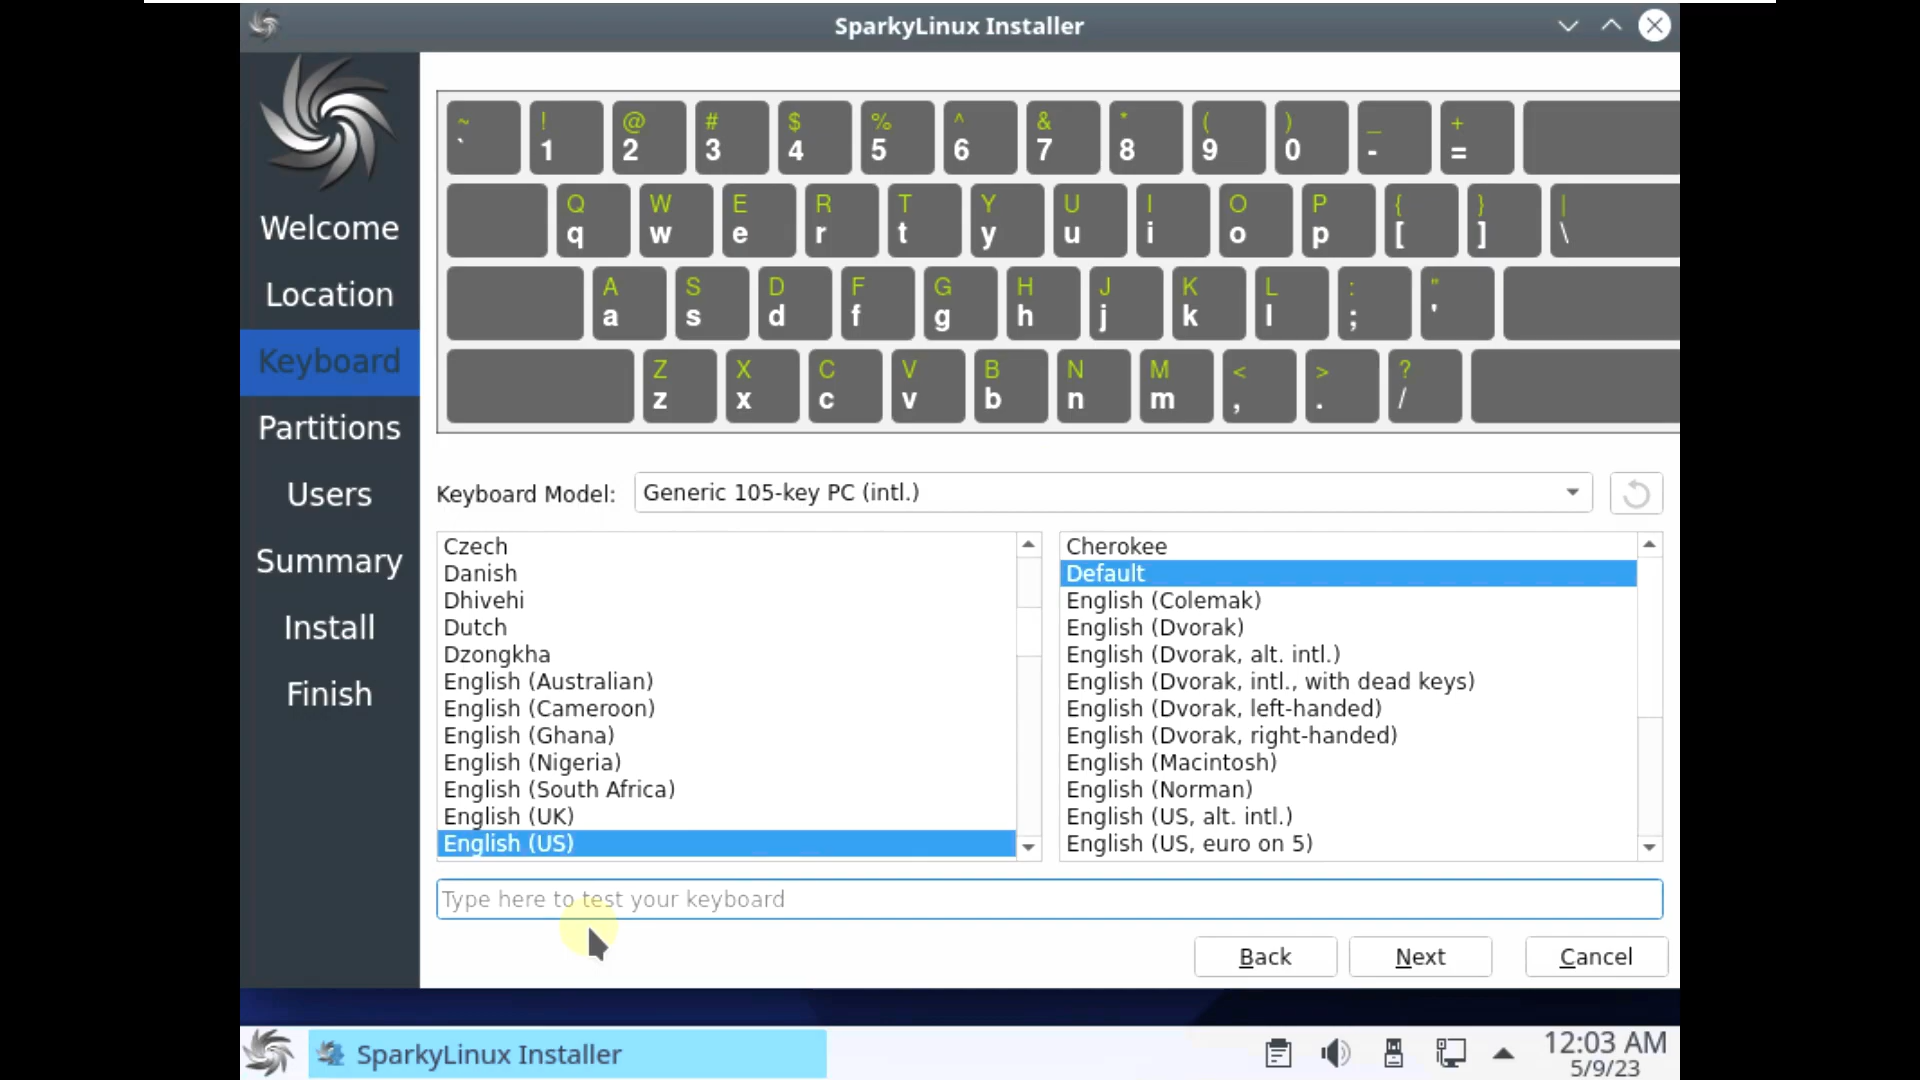 SparkyLinux Installer
Welcome
Location
Keyboard
Partitions
Users
Summary
Install
Finish
~ ! @ # $ % ^ & * ( ) _ +
` 1 2 3 4 5 6 7 8 9 0 - =
Q W E R T Y U I O P { } |
q w e r t y u i o p [ ] \
A S D F G H J K L : "
a s d f g h j k l ; '
Z X C V B N M < > ?
z x c v b n m , . /
Keyboard Model: Generic 105-key PC (intl.)
Czech
Danish
Dhivehi
Dutch
Dzongkha
English (Australian)
English (Cameroon)
English (Ghana)
English (Nigeria)
English (South Africa)
English (UK)
English (US)
Cherokee
Default
English (Colemak)
English (Dvorak)
English (Dvorak, alt. intl.)
English (Dvorak, intl., with dead keys)
English (Dvorak, left-handed)
English (Dvorak, right-handed)
English (Macintosh)
English (Norman)
English (US, alt. intl.)
English (US, euro on 5)
Type here to test your keyboard
Back Next Cancel
SparkyLinux Installer
12:03 AM
5/9/23